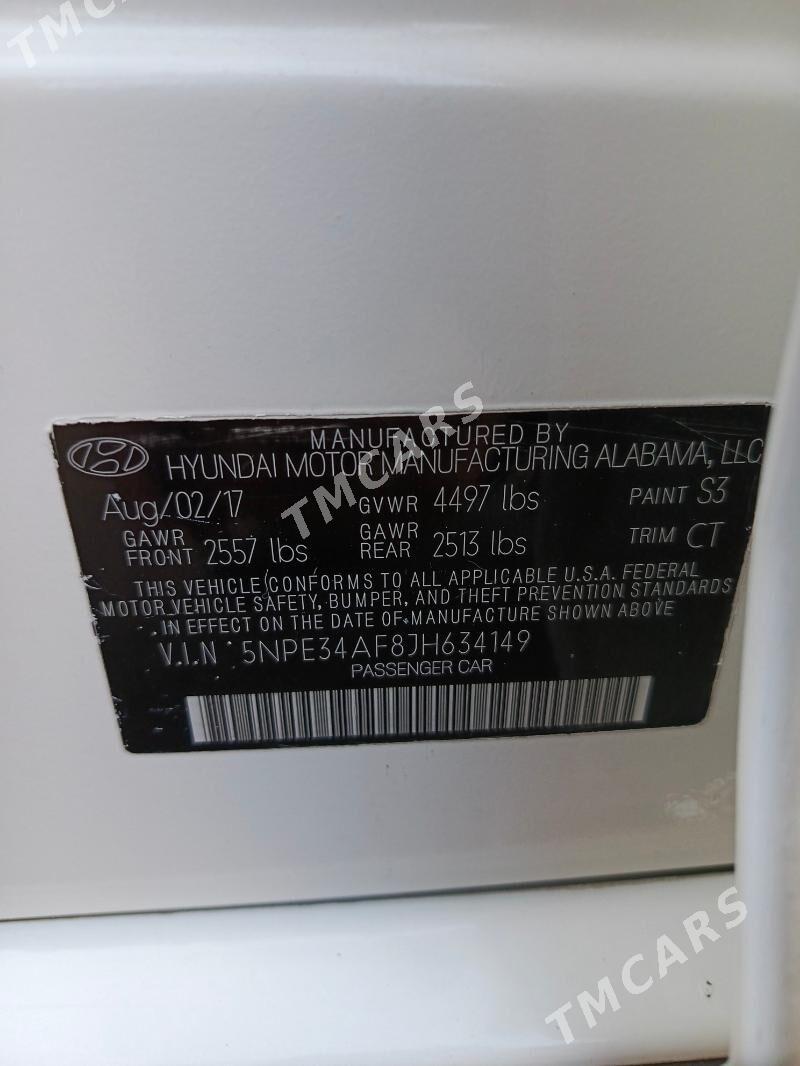 TMCARS
MANUFACTURED BY
HYUNDAI MOTOR MANUFACTURING ALABAMA, LLC
Aug/02/17 GVWR 4497 lbs PAINT S3
GAWR FRONT 2557 lbs GAWR REAR 2513 lbs TRIM CT
THIS VEHICLE CONFORMS TO ALL APPLICABLE U.S.A. FEDERAL
MOTOR VEHICLE SAFETY, BUMPER, AND THEFT PREVENTION STANDARDS
IN EFFECT ON THE DATE OF MANUFACTURE SHOWN ABOVE.
V.I.N 5NPE34AF8JH634149
PASSENGER CAR
TMCARS
TMCARS